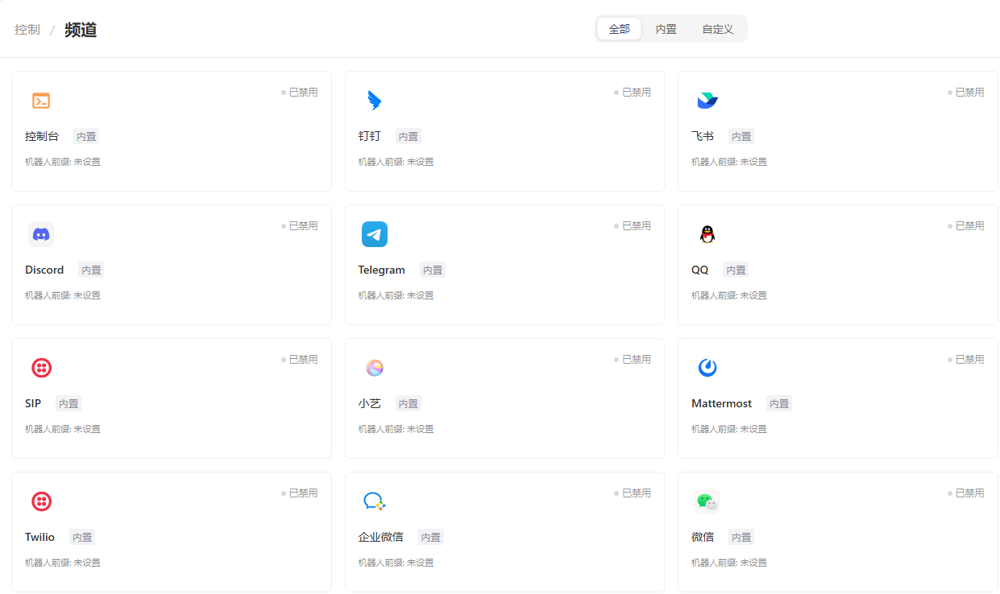 控制 / 频道
全部 内置 自定义
已禁用
控制台 内置
机器人前缀: 未设置
已禁用
钉钉 内置
机器人前缀: 未设置
已禁用
飞书 内置
机器人前缀: 未设置
已禁用
Discord 内置
机器人前缀: 未设置
已禁用
Telegram 内置
机器人前缀: 未设置
已禁用
QQ 内置
机器人前缀: 未设置
已禁用
SIP 内置
机器人前缀: 未设置
已禁用
小艺 内置
机器人前缀: 未设置
已禁用
Mattermost 内置
机器人前缀: 未设置
已禁用
Twilio 内置
机器人前缀: 未设置
已禁用
企业微信 内置
机器人前缀: 未设置
已禁用
微信 内置
机器人前缀: 未设置